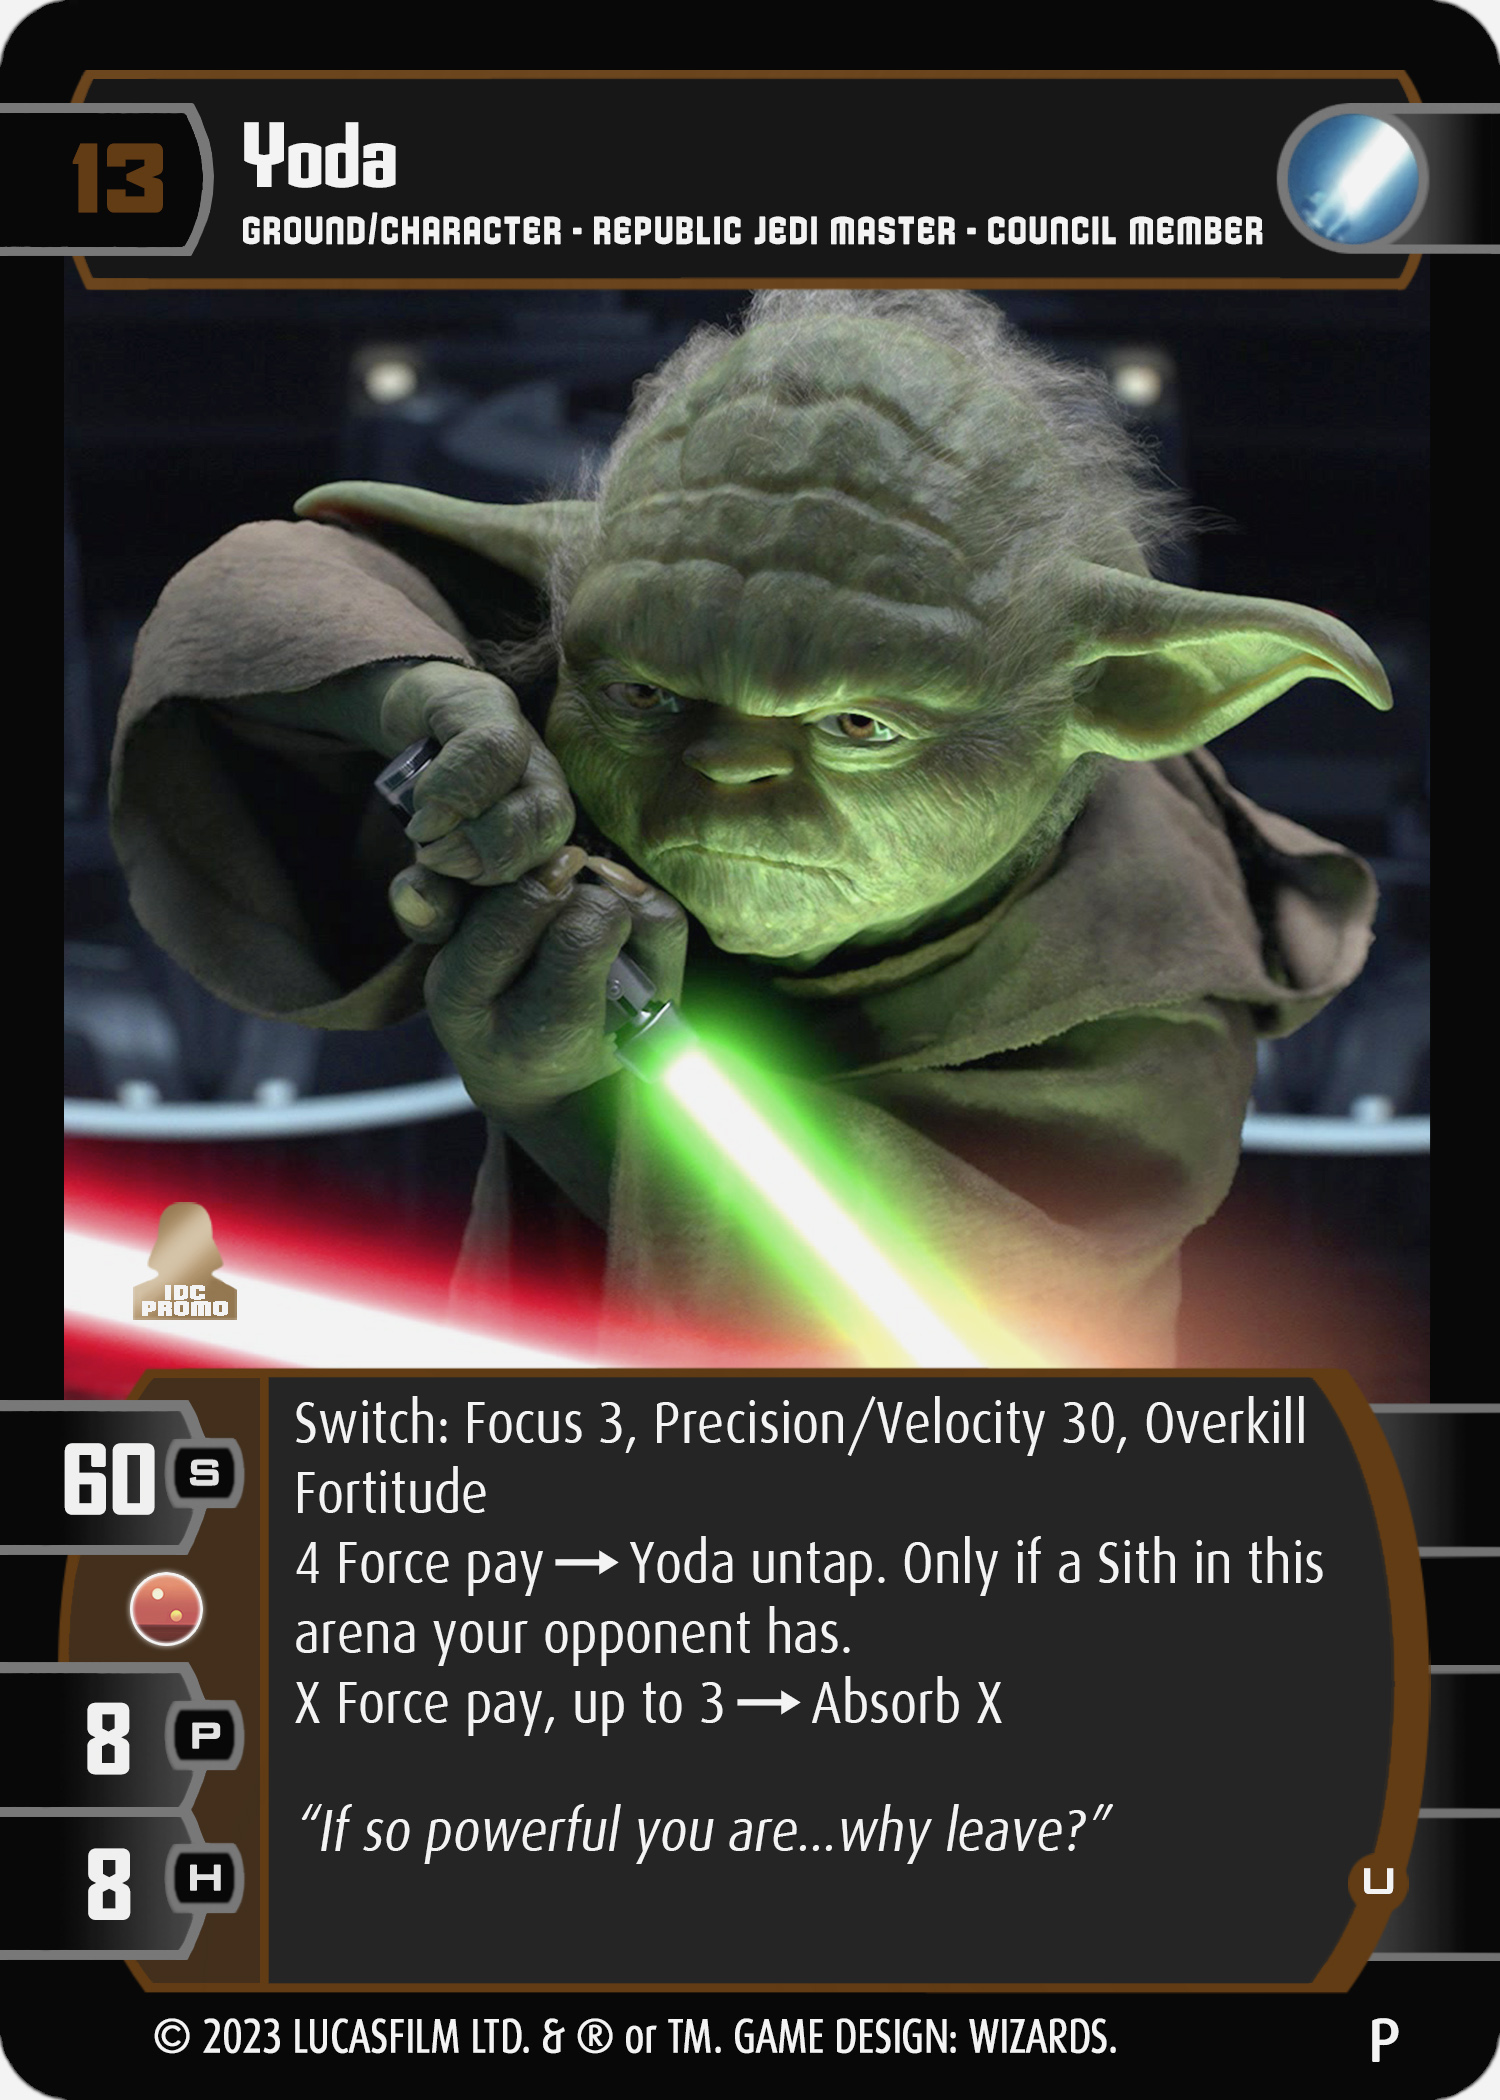 13
Yoda
GROUND/CHARACTER - REPUBLIC JEDI MASTER - COUNCIL MEMBER
IDC
PROMO
60 S
8 P
8 H
Switch: Focus 3, Precision/Velocity 30, Overkill
Fortitude
4 Force pay → Yoda untap. Only if a Sith in this
arena your opponent has.
X Force pay, up to 3 → Absorb X
“If so powerful you are...why leave?”
U
© 2023 LUCASFILM LTD. & ® or TM. GAME DESIGN: WIZARDS.
P